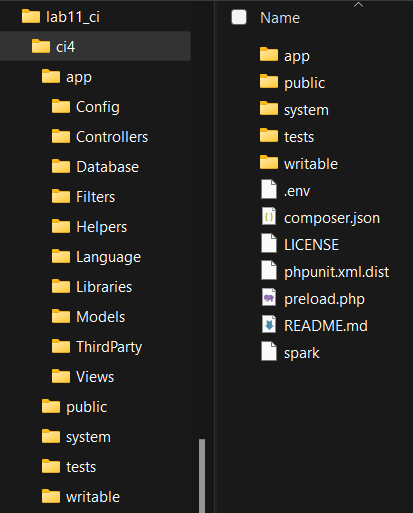 lab11_ci
ci4
app
Config
Controllers
Database
Filters
Helpers
Language
Libraries
Models
ThirdParty
Views
public
system
tests
writable
Name
app
public
system
tests
writable
.env
composer.json
LICENSE
phpunit.xml.dist
preload.php
README.md
spark